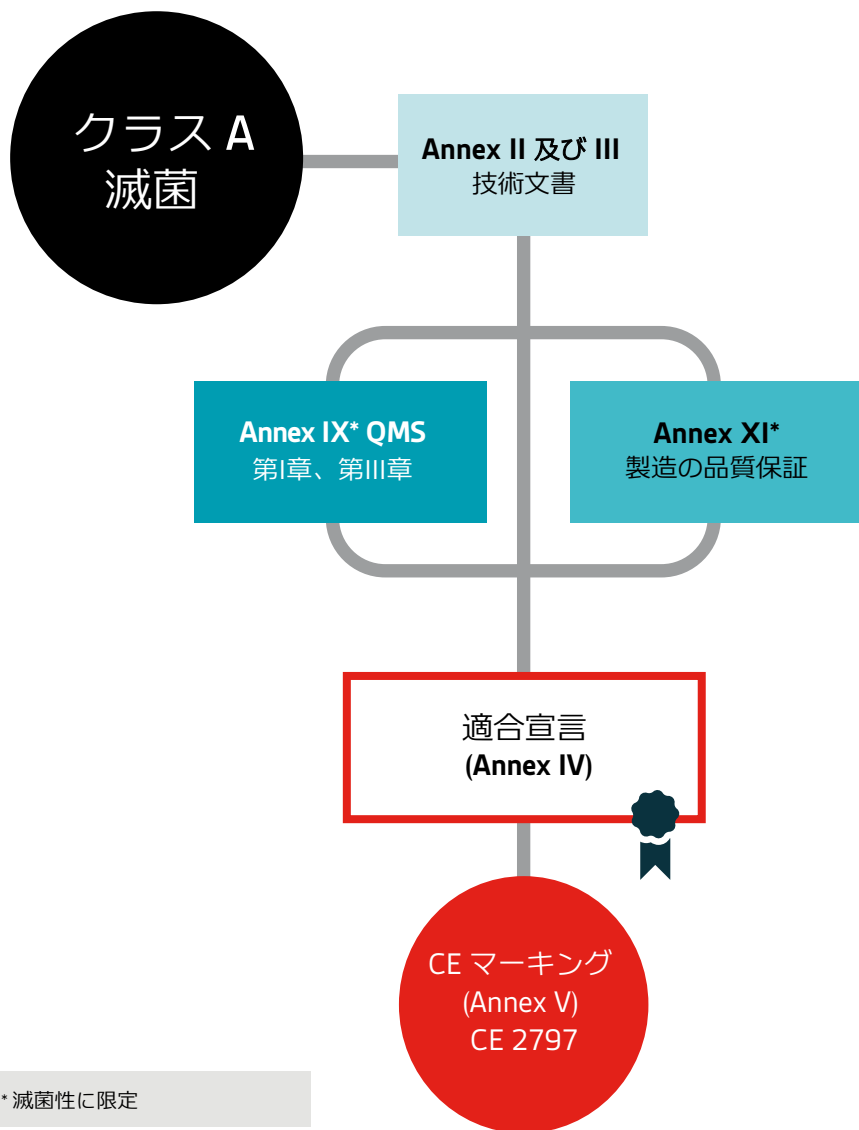 クラス A
滅菌
Annex II 及び III
技術文書
Annex IX* QMS
第I章、第III章
Annex XI*
製造の品質保証
適合宣言
(Annex IV)
CE マーキング
(Annex V)
CE 2797
* 滅菌性に限定